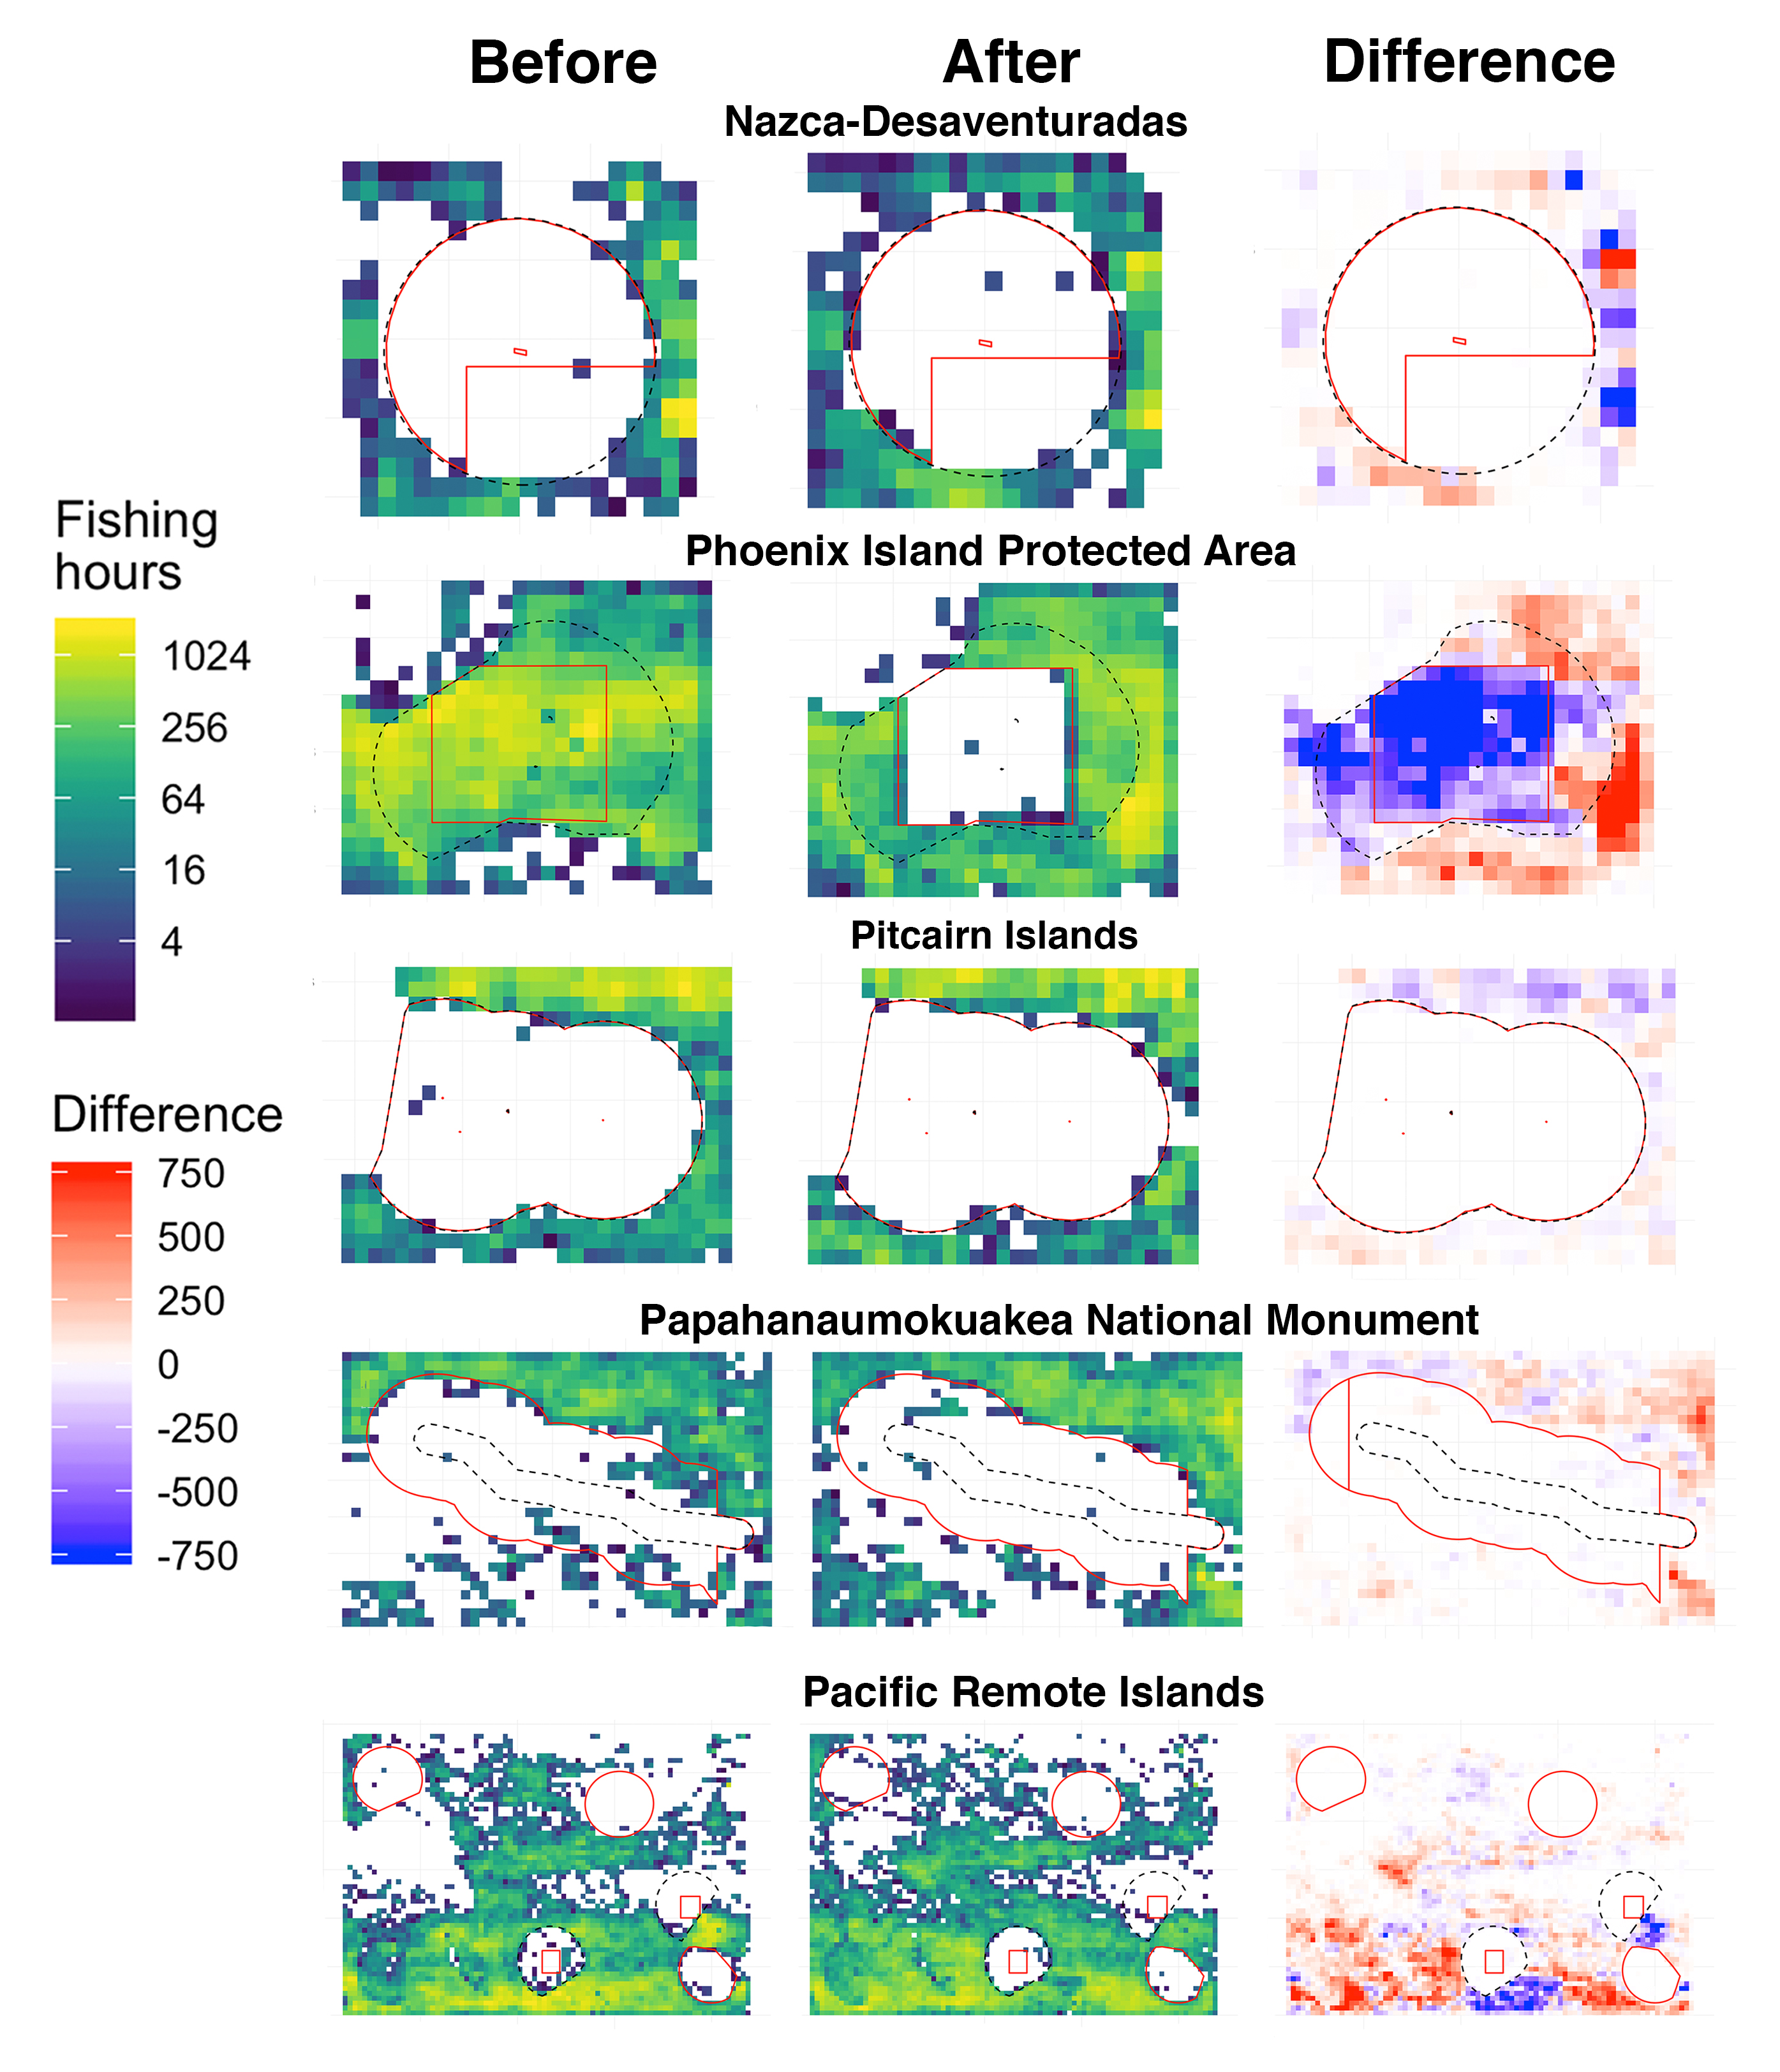 Before After Difference
Nazca-Desaventuradas
Fishing
hours
1024
256
64
16
4
Phoenix Island Protected Area
Pitcairn Islands
Difference
750
500
250
0
-250
-500
-750
Papahanaumokuakea National Monument
Pacific Remote Islands